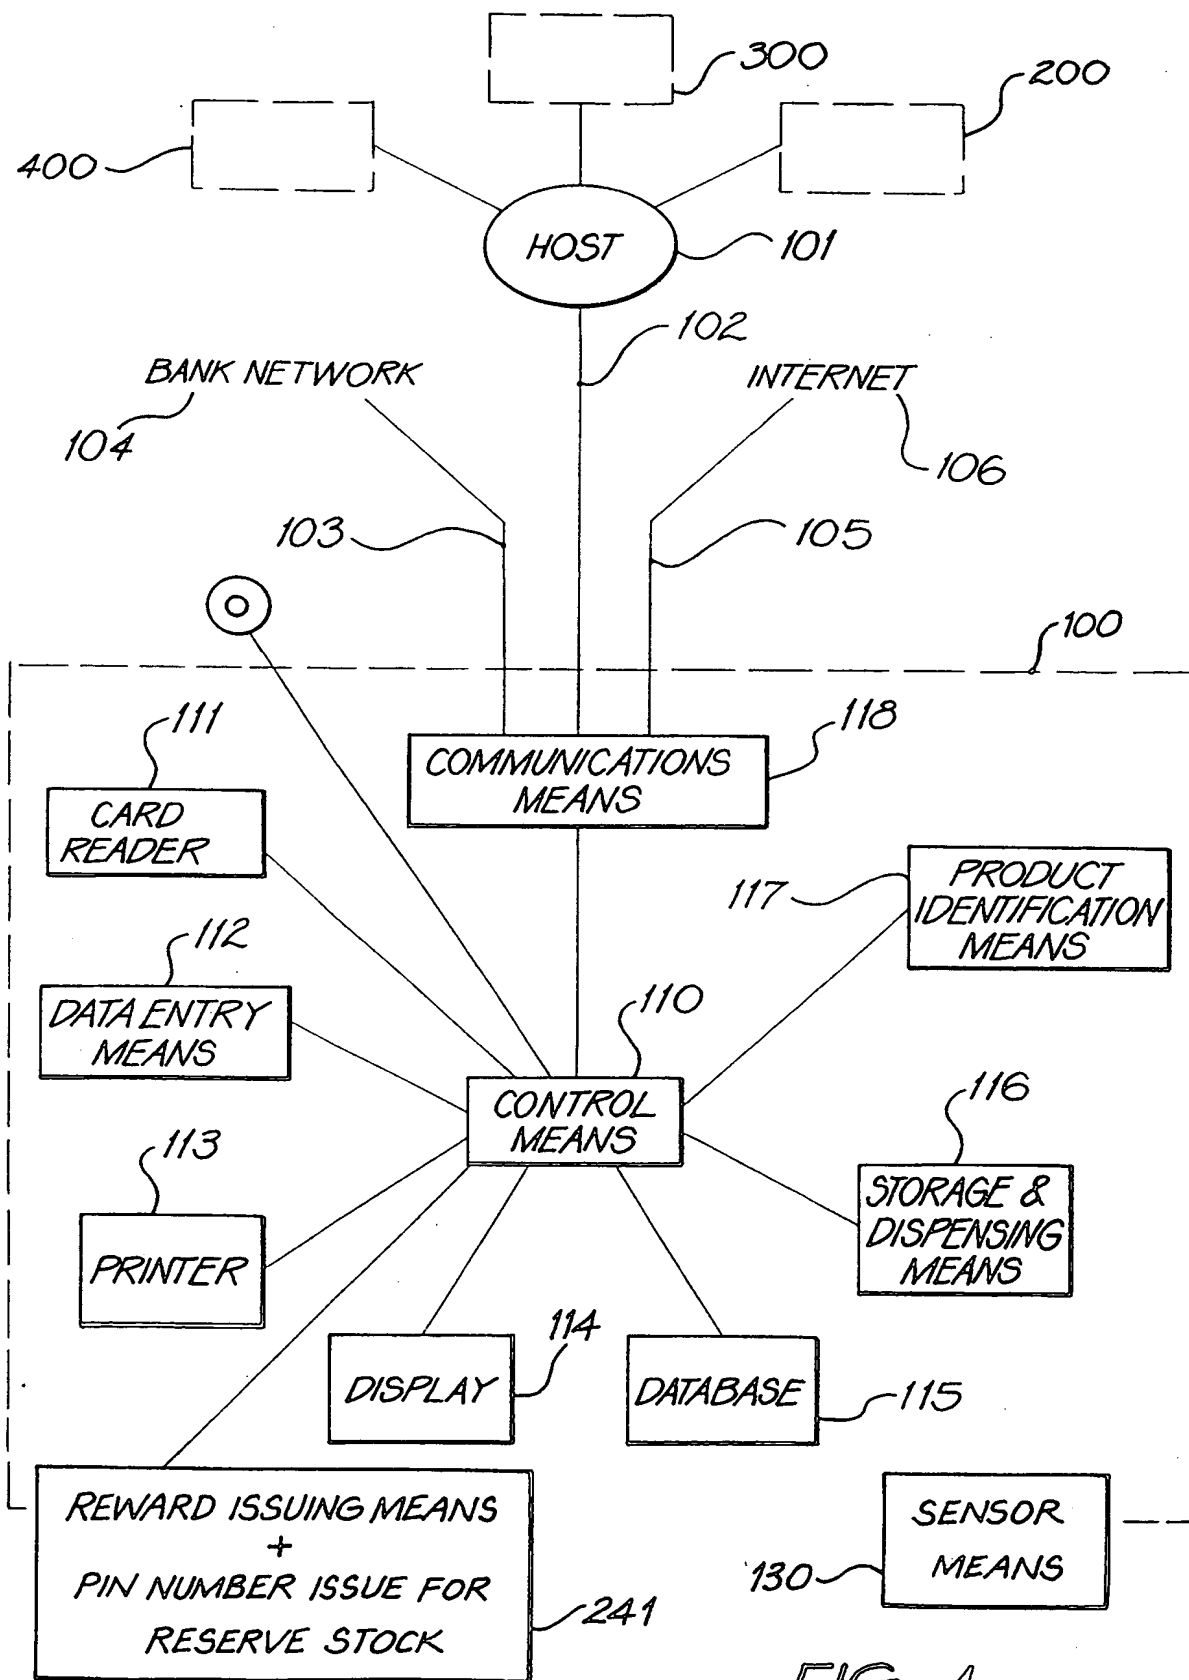 300
200
400
HOST
101
102
BANK NETWORK
INTERNET
104
106
103
105
100
111
118
COMMUNICATIONS
MEANS
CARD
READER
117
PRODUCT
IDENTIFICATION
MEANS
112
DATA ENTRY
MEANS
110
CONTROL
MEANS
116
STORAGE &
DISPENSING
MEANS
113
PRINTER
114
DISPLAY
DATABASE
115
REWARD ISSUING MEANS
+
PIN NUMBER ISSUE FOR
RESERVE STOCK
241
SENSOR
MEANS
130